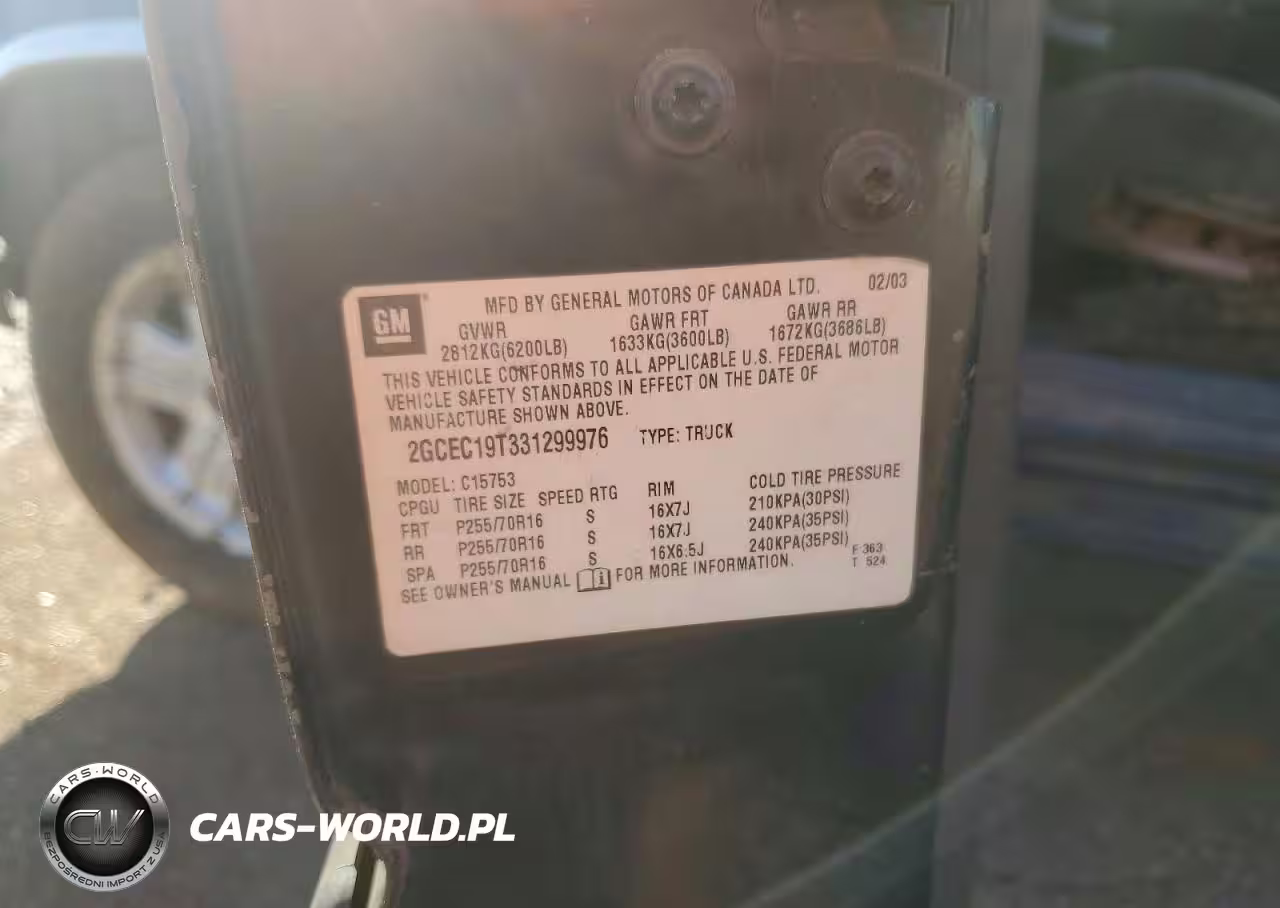 GM
MFD BY GENERAL MOTORS OF CANADA LTD. 02/03
GVWR GAWR FRT GAWR RR
2812KG(6200LB) 1633KG(3600LB) 1672KG(3686LB)
THIS VEHICLE CONFORMS TO ALL APPLICABLE U.S. FEDERAL MOTOR
VEHICLE SAFETY STANDARDS IN EFFECT ON THE DATE OF
MANUFACTURE SHOWN ABOVE.
2GCEC19T331299976 TYPE: TRUCK
MODEL: C15753
CPGU TIRE SIZE SPEED RTG RIM COLD TIRE PRESSURE
FRT P255/70R16 S 16X7J 210KPA(30PSI)
RR P255/70R16 S 16X7J 240KPA(35PSI)
SPA P255/70R16 S 16X6.5J 240KPA(35PSI)
SEE OWNER'S MANUAL FOR MORE INFORMATION.
F 363
T 524
CARS-WORLD
CW
BEZPOŚREDNI IMPORT Z USA
CARS-WORLD.PL